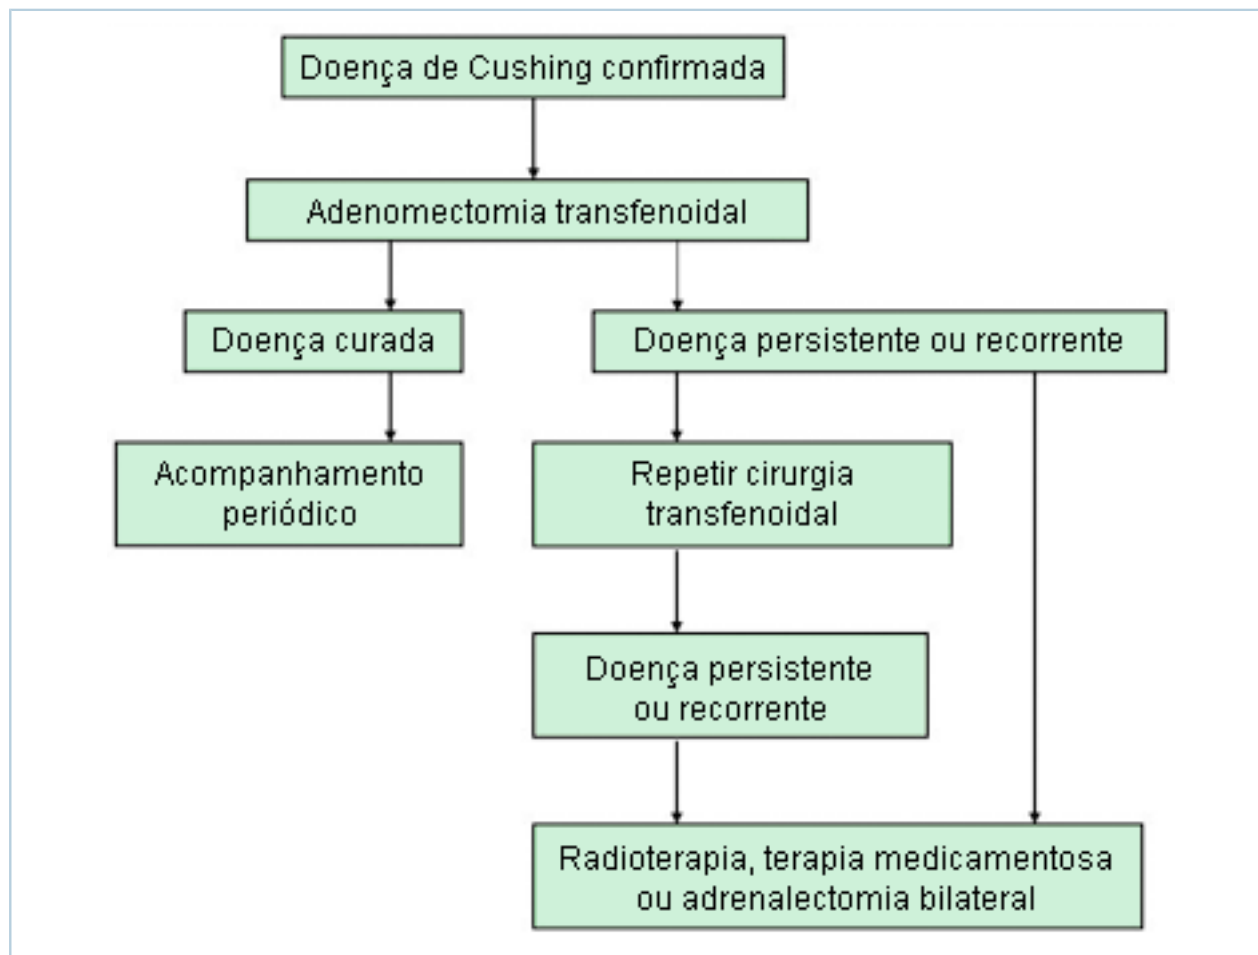 Doença de Cushing confirmada
Adenomectomia transfenoidal
Doença curada
Doença persistente ou recorrente
Acompanhamento
periódico
Repetir cirurgia
transfenoidal
Doença persistente
ou recorrente
Radioterapia, terapia medicamentosa
ou adrenalectomia bilateral